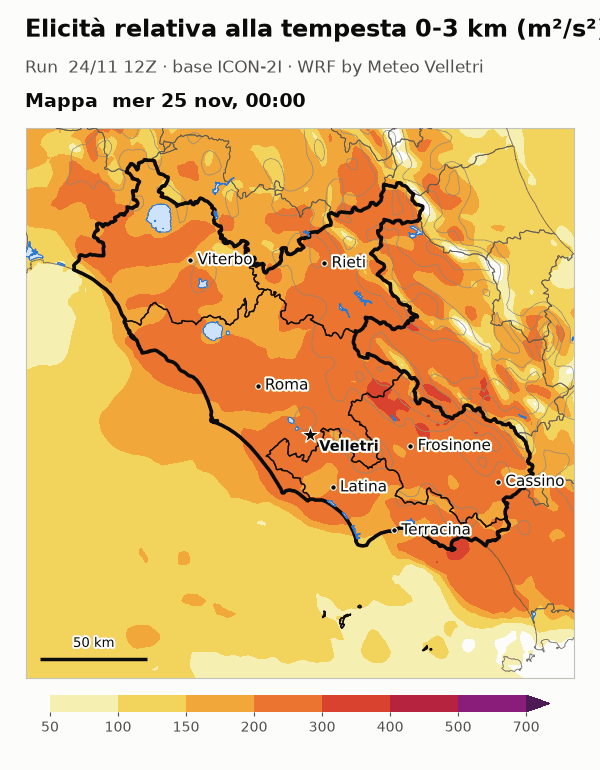 Elicità relativa alla tempesta 0-3 km (m²/s²)
Run 24/11 12Z · base ICON-2I · WRF by Meteo Velletri
Mappa mer 25 nov, 00:00
Viterbo
Rieti
Roma
Velletri
Frosinone
Cassino
Latina
Terracina
50 km
50 100 150 200 300 400 500 700